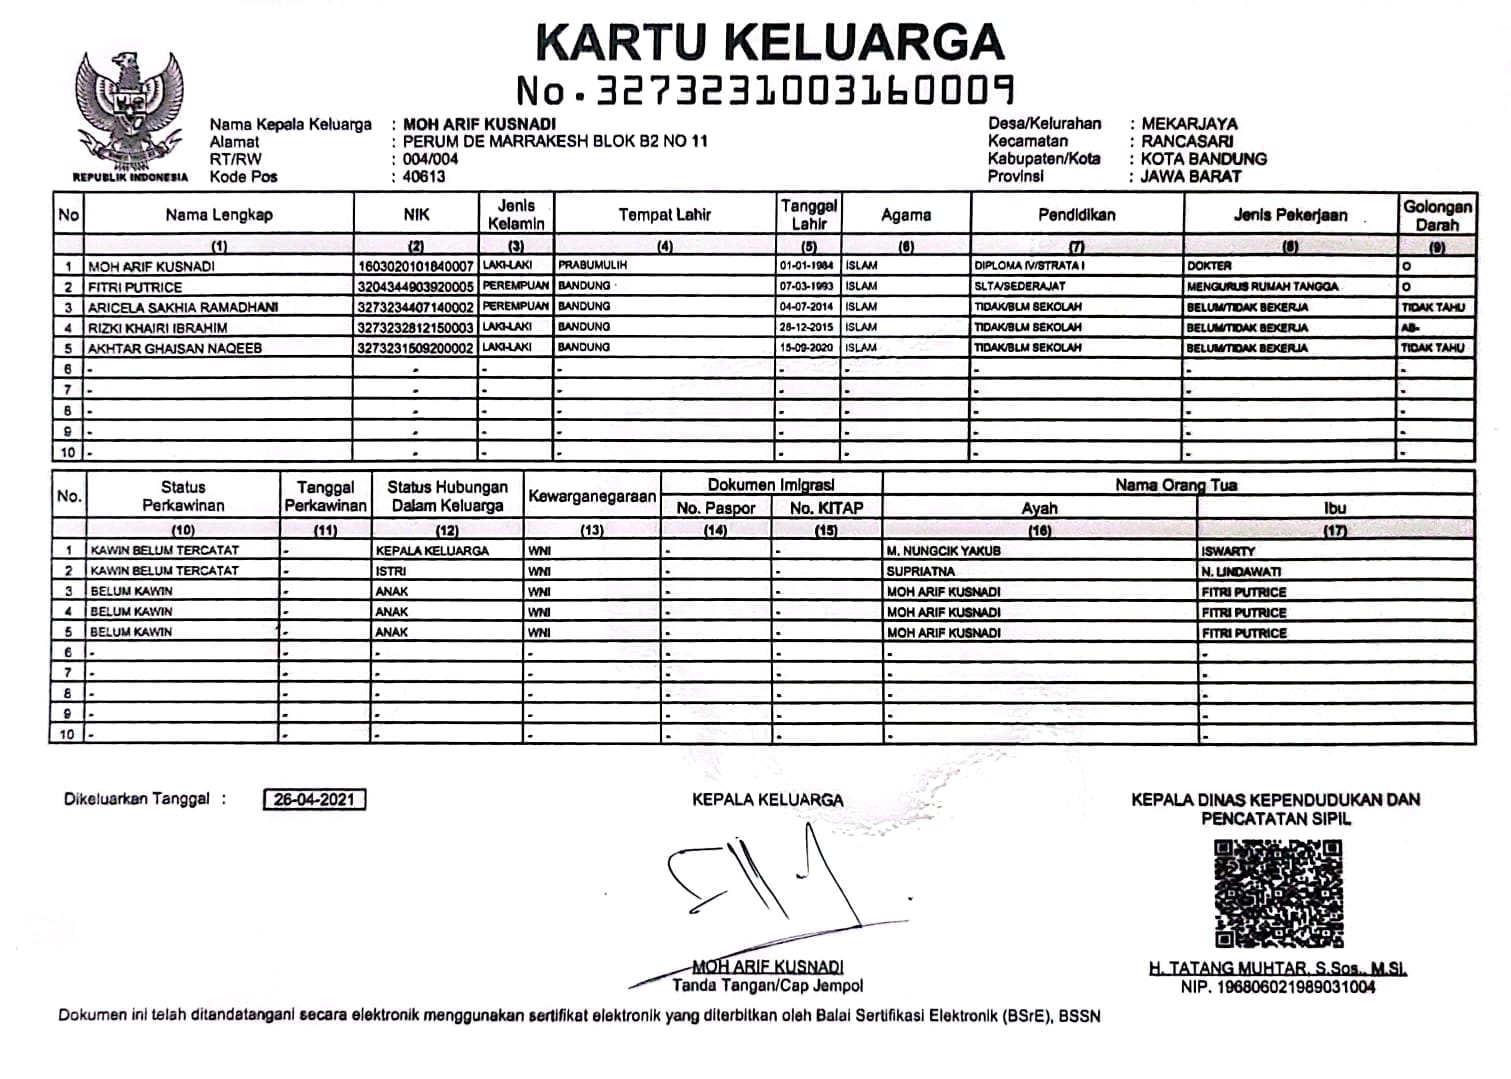 KARTU KELUARGA
No. 3273231003160009
REPUBLIK INDONESIA
Nama Kepala Keluarga : MOH ARIF KUSNADI
Alamat : PERUM DE MARRAKESH BLOK B2 NO 11
RT/RW : 004/004
Kode Pos : 40613
Desa/Kelurahan : MEKARJAYA
Kecamatan : RANCASARI
Kabupaten/Kota : KOTA BANDUNG
Provinsi : JAWA BARAT
No Nama Lengkap NIK Jenis Kelamin Tempat Lahir Tanggal Lahir Agama Pendidikan Jenis Pekerjaan Golongan Darah
(1) (2) (3) (4) (5) (6) (7) (8) (9)
1 MOH ARIF KUSNADI 1603020101840007 LAKI-LAKI PRABUMULIH 01-01-1984 ISLAM DIPLOMA IV/STRATA I DOKTER O
2 FITRI PUTRICE 3204344903920005 PEREMPUAN BANDUNG 07-03-1993 ISLAM SLTA/SEDERAJAT MENGURUS RUMAH TANGGA O
3 ARICELA SAKHIA RAMADHANI 3273234407140002 PEREMPUAN BANDUNG 04-07-2014 ISLAM TIDAK/BLM SEKOLAH BELUM/TIDAK BEKERJA TIDAK TAHU
4 RIZKI KHAIRI IBRAHIM 3273232812150003 LAKI-LAKI BANDUNG 28-12-2015 ISLAM TIDAK/BLM SEKOLAH BELUM/TIDAK BEKERJA AB-
5 AKHTAR GHAISAN NAQEEB 3273231509200002 LAKI-LAKI BANDUNG 15-09-2020 ISLAM TIDAK/BLM SEKOLAH BELUM/TIDAK BEKERJA TIDAK TAHU
6 - - - - - - - - -
7 - - - - - - - - -
8 - - - - - - - - -
9 - - - - - - - - -
10 - - - - - - - - -
No. Status Perkawinan Tanggal Perkawinan Status Hubungan Dalam Keluarga Kewarganegaraan Dokumen Imigrasi Nama Orang Tua
No. Paspor No. KITAP Ayah Ibu
(10) (11) (12) (13) (14) (15) (16) (17)
1 KAWIN BELUM TERCATAT - KEPALA KELUARGA WNI - - M. NUNGCIK YAKUB ISWARTY
2 KAWIN BELUM TERCATAT - ISTRI WNI - - SUPRIATNA N. LINDAWATI
3 BELUM KAWIN - ANAK WNI - - MOH ARIF KUSNADI FITRI PUTRICE
4 BELUM KAWIN - ANAK WNI - - MOH ARIF KUSNADI FITRI PUTRICE
5 BELUM KAWIN - ANAK WNI - - MOH ARIF KUSNADI FITRI PUTRICE
6 - - - - - - - -
7 - - - - - - - -
8 - - - - - - - -
9 - - - - - - - -
10 - - - - - - - -
Dikeluarkan Tanggal : 26-04-2021
KEPALA KELUARGA
MOH ARIF KUSNADI
Tanda Tangan/Cap Jempol
KEPALA DINAS KEPENDUDUKAN DAN
PENCATATAN SIPIL
H. TATANG MUHTAR, S.Sos., M.SI.
NIP. 196806021989031004
Dokumen ini telah ditandatangani secara elektronik menggunakan sertifikat elektronik yang diterbitkan oleh Balai Sertifikasi Elektronik (BSrE), BSSN